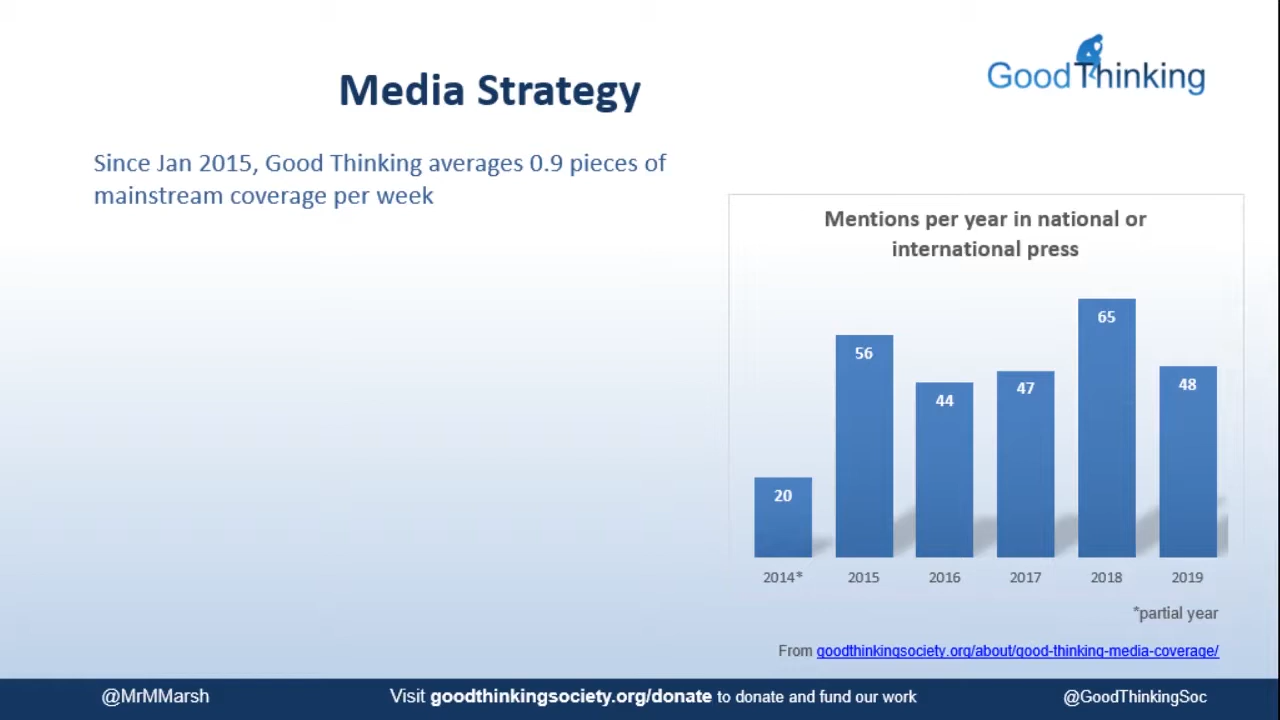 Good Thinking
Media Strategy
Since Jan 2015, Good Thinking averages 0.9 pieces of
mainstream coverage per week
Mentions per year in national or
international press
65
56
48
47
44
20
2014* 2015 2016 2017 2018 2019
*partial year
From goodthinkingsociety.org/about/good-thinking-media-coverage/
@MrMMarsh Visit goodthinkingsociety.org/donate to donate and fund our work @GoodThinkingSoc